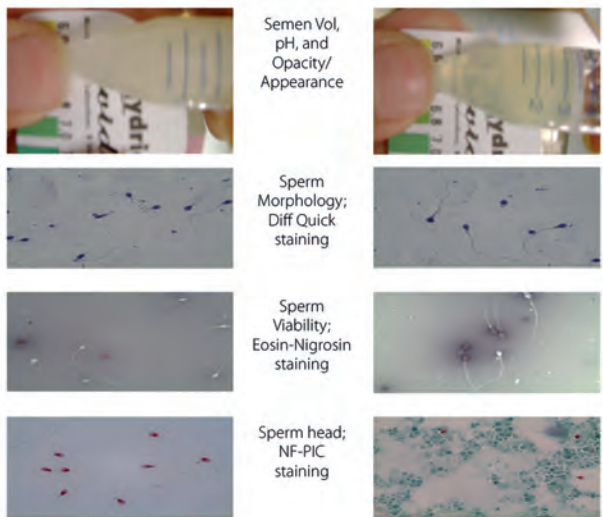 Semen Vol,
pH, and
Opacity/
Appearance
Sperm
Morphology;
Diff Quick
staining
Sperm
Viability;
Eosin-Nigrosin
staining
Sperm head;
NF-PIC
staining